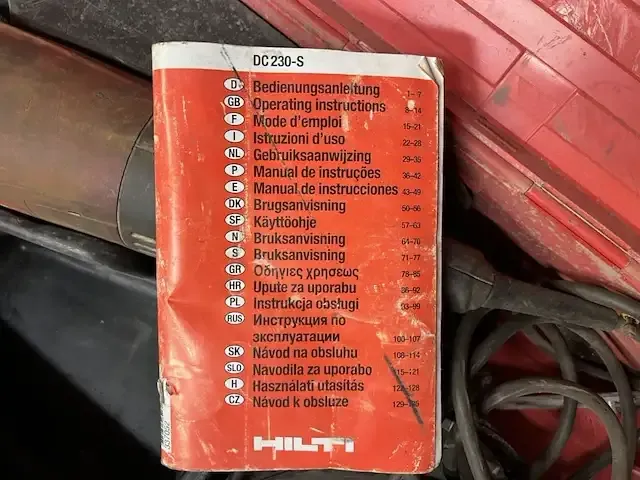 DC 230-S
D Bedienungsanleitung 1–7
GB Operating instructions 8–14
F Mode d'emploi 15–21
I Istruzioni d'uso 22–28
NL Gebruiksaanwijzing 29–35
P Manual de instruções 36–42
E Manual de instrucciones 43–49
DK Brugsanvisning 50–56
SF Käyttöohje 57–63
N Bruksanvisning 64–70
S Bruksanvisning 71–77
GR Οδηγιες χρησεως 78–85
HR Upute za uporabu 86–92
PL Instrukcja obsługi 93–99
RUS Инструкция по
эксплуатации 100–107
SK Návod na obsluhu 108–114
SLO Navodila za uporabo 115–121
H Használati utasítás 122–128
CZ Návod k obsluze 129–135
HILTI